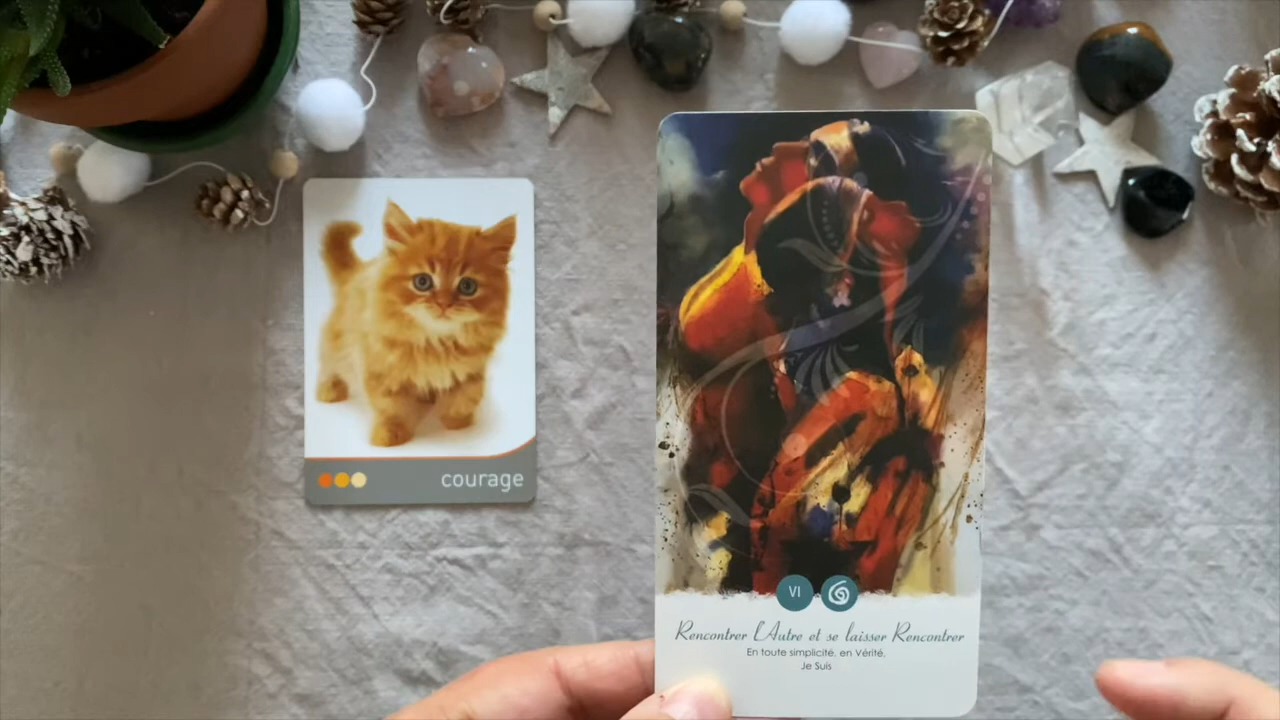 courage
VI
Rencontrer l'Autre et se laisser Rencontrer
En toute simplicité, en Vérité,
Je Suis